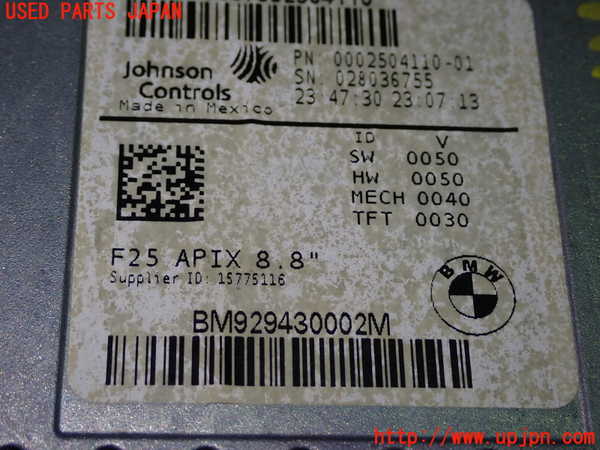 USED PARTS JAPAN
Johnson
Controls
Made in Mexico
PN 0002504110-01
SN 028036755
23:47:30 23:07:13
ID V
SW 0050
HW 0050
MECH 0040
TFT 0030
F25 APIX 8.8"
Supplier ID: 15775116
BMW
BM929430002M
(C)UPJ INC. http://www.upjpn.com/